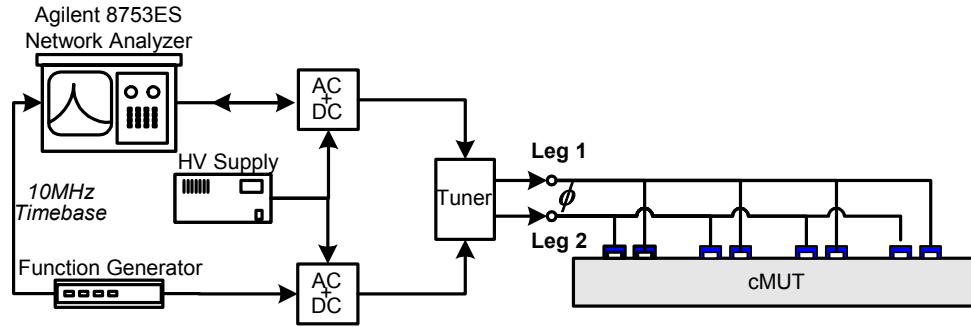 Agilent 8753ES
Network Analyzer
AC
+
DC
HV Supply
10MHz
Timebase
Tuner
Leg 1
ϕ
Leg 2
Function Generator
AC
+
DC
cMUT